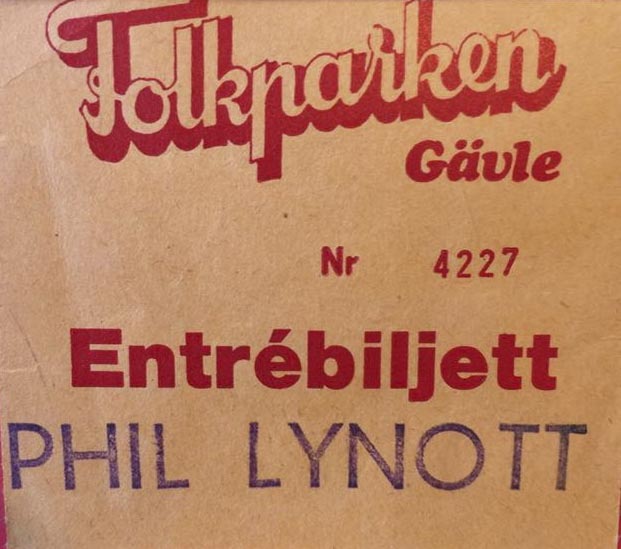 Folkparken
Gävle
Nr 4227
Entrébiljett
PHIL LYNOTT